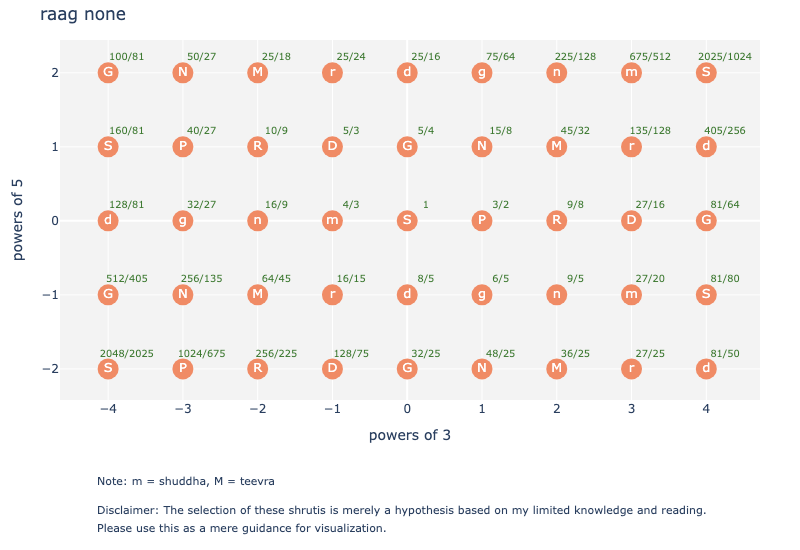 raag none
100/81 50/27 25/18 25/24 25/16 75/64 225/128 675/512 2025/1024
2 G N M r d g n m S
160/81 40/27 10/9 5/3 5/4 15/8 45/32 135/128 405/256
1 S P R D G N M r d
128/81 32/27 16/9 4/3 1 3/2 9/8 27/16 81/64
0 d g n m S P R D G
512/405 256/135 64/45 16/15 8/5 6/5 9/5 27/20 81/80
−1 G N M r d g n m S
2048/2025 1024/675 256/225 128/75 32/25 48/25 36/25 27/25 81/50
−2 S P R D G N M r d
−4 −3 −2 −1 0 1 2 3 4
powers of 5
powers of 3
Note: m = shuddha, M = teevra
Disclaimer: The selection of these shrutis is merely a hypothesis based on my limited knowledge and reading.
Please use this as a mere guidance for visualization.